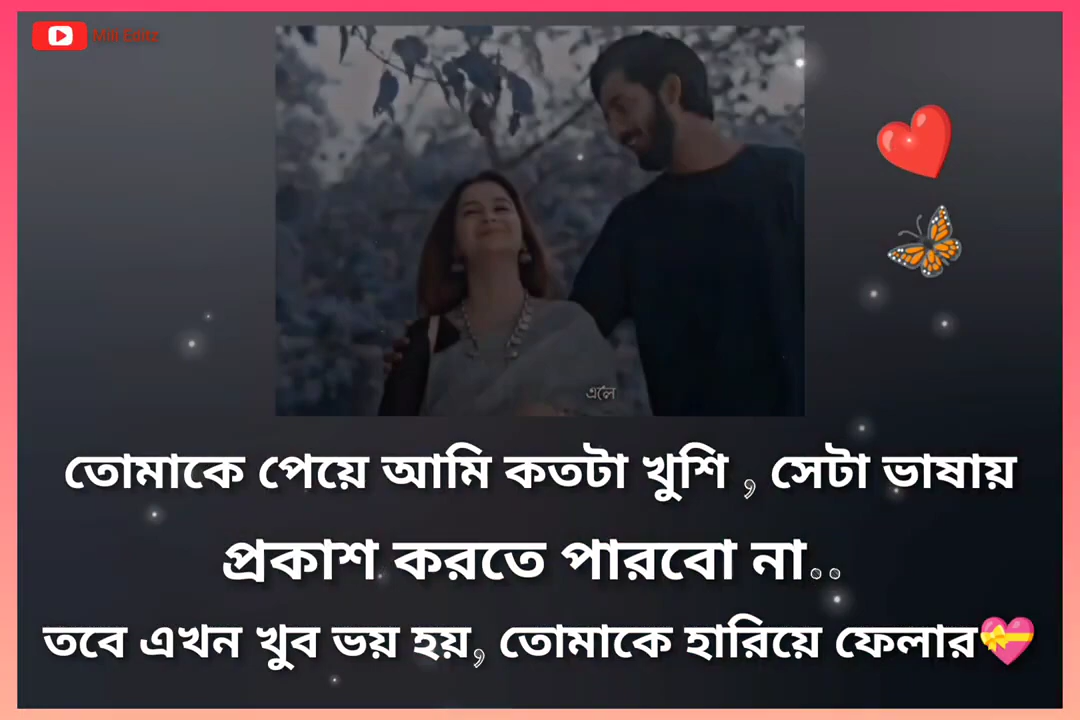 Mili Editz
এলে
তোমাকে পেয়ে আমি কতটা খুশি , সেটা ভাষায়
প্রকাশ করতে পারবো না..
তবে এখন খুব ভয় হয়, তোমাকে হারিয়ে ফেলার💝